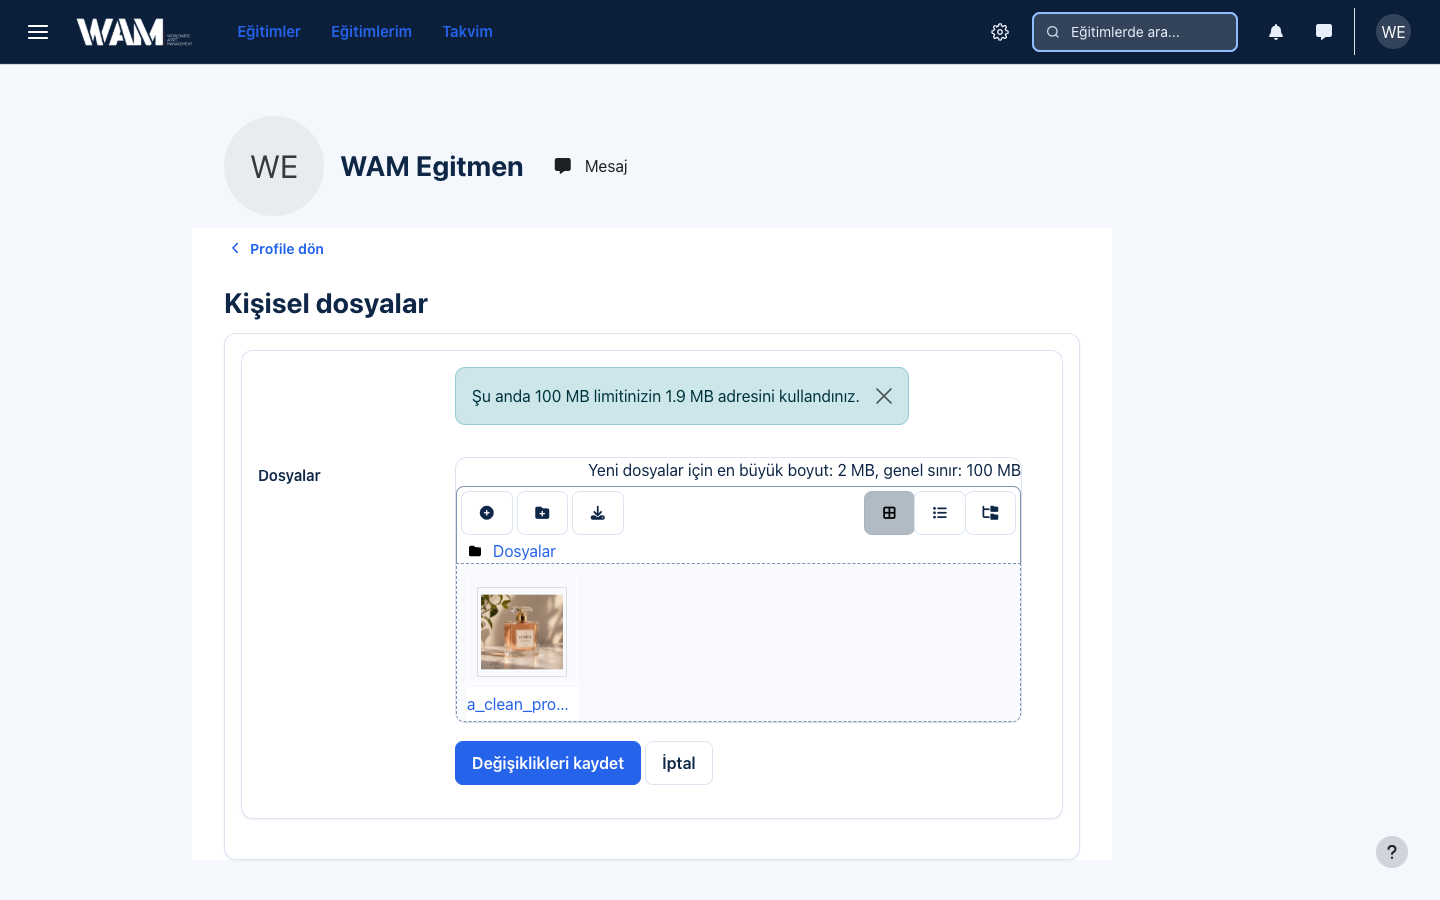 WAM
Eğitimler
Eğitimlerim
Takvim
Eğitimlerde ara...
WE
WE
WAM Egitmen
Mesaj
Profile dön
Kişisel dosyalar
Şu anda 100 MB limitinizin 1.9 MB adresini kullandınız.
Dosyalar
Yeni dosyalar için en büyük boyut: 2 MB, genel sınır: 100 MB
Dosyalar
a_clean_pro...
Değişiklikleri kaydet
İptal
?